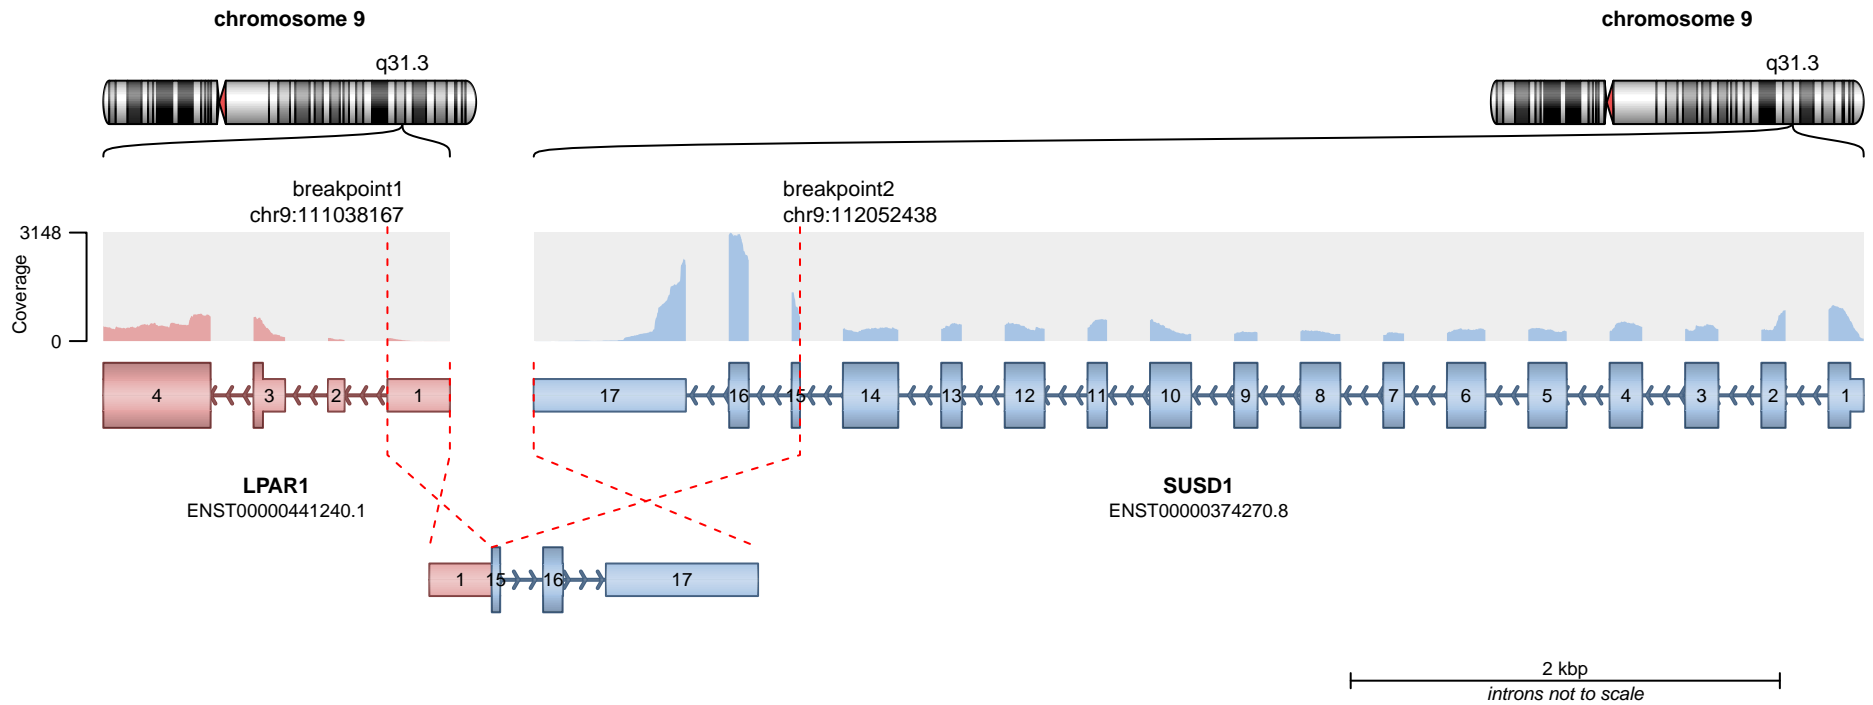 chromosome 9
chromosome 9
q31.3
q31.3
breakpoint1
chr9:111038167
breakpoint2
chr9:112052438
3148
Coverage
0
4 3 2 1
17 16 15 14 13 12 11 10 9 8 7 6 5 4 3 2 1
LPAR1
ENST00000441240.1
SUSD1
ENST00000374270.8
1 15 16 17
2 kbp
introns not to scale